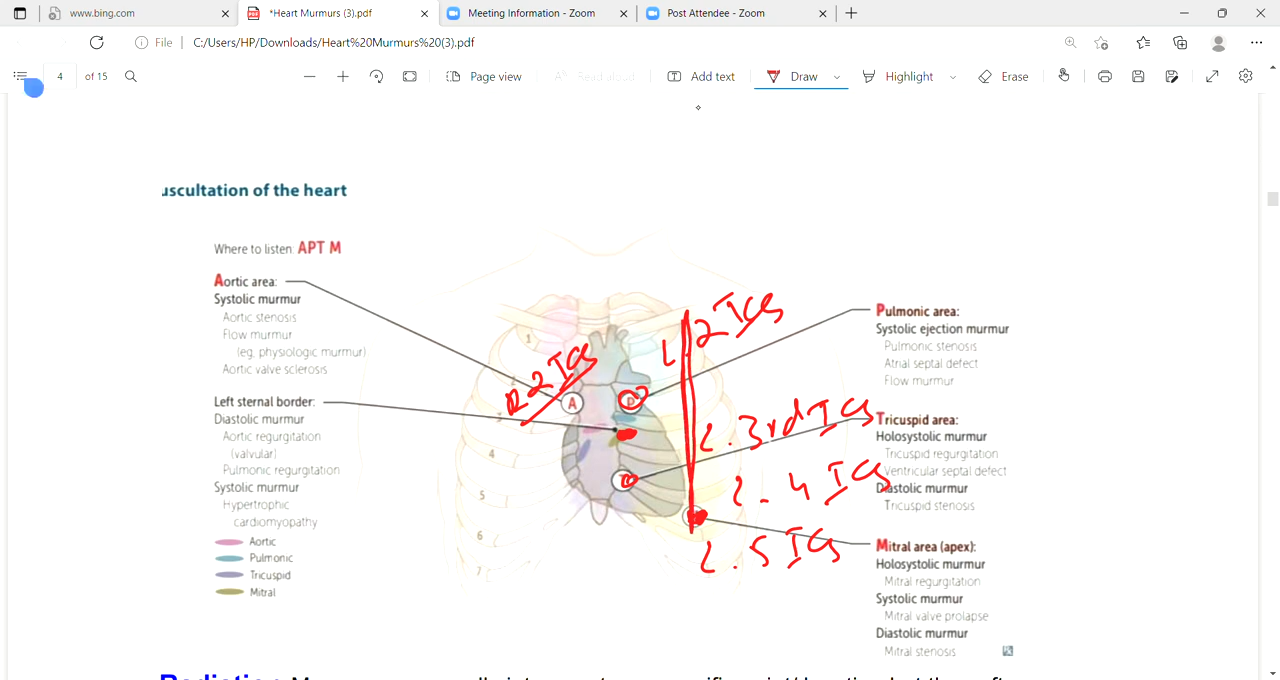 www.bing.com
*Heart Murmurs (3).pdf
Meeting Information - Zoom
Post Attendee - Zoom
File
C:/Users/HP/Downloads/Heart%20Murmurs%20(3).pdf
4 of 15
Page view
Read aloud
Add text
Draw
Highlight
Erase
uscultation of the heart
Where to listen: APT M
Aortic area:
Systolic murmur
Aortic stenosis
Flow murmur
(eg, physiologic murmur)
Aortic valve sclerosis
Left sternal border:
Diastolic murmur
Aortic regurgitation
(valvular)
Pulmonic regurgitation
Systolic murmur
Hypertrophic
cardiomyopathy
Aortic
Pulmonic
Tricuspid
Mitral
1
2
3
4
5
6
7
A
P
R 2 ICS
L 2 ICS
L. 3rd ICS
L. 4 ICS
L. 5 ICS
Pulmonic area:
Systolic ejection murmur
Pulmonic stenosis
Atrial septal defect
Flow murmur
Tricuspid area:
Holosystolic murmur
Tricuspid regurgitation
Ventricular septal defect
Diastolic murmur
Tricuspid stenosis
Mitral area (apex):
Holosystolic murmur
Mitral regurgitation
Systolic murmur
Mitral valve prolapse
Diastolic murmur
Mitral stenosis